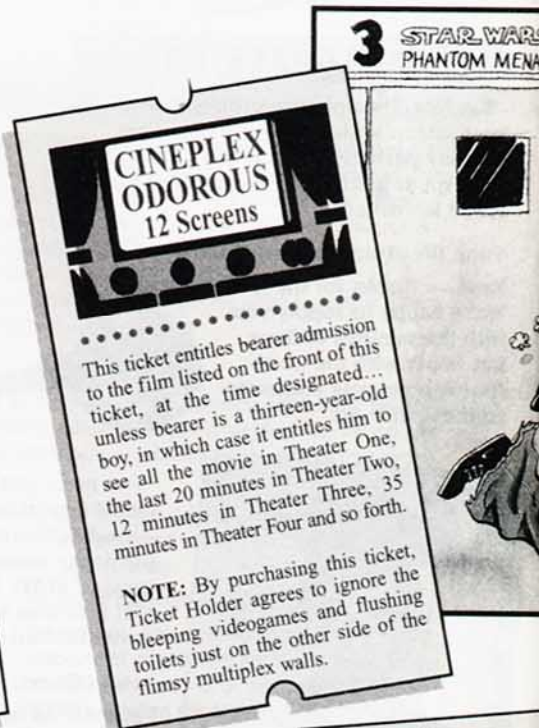 CINEPLEX
ODOROUS
12 Screens
This ticket entitles bearer admission
to the film listed on the front of this
ticket, at the time designated...
unless bearer is a thirteen-year-old
boy, in which case it entitles him to
see all the movie in Theater One,
the last 20 minutes in Theater Two,
12 minutes in Theater Three, 35
minutes in Theater Four and so forth.
NOTE: By purchasing this ticket,
Ticket Holder agrees to ignore the
bleeping videogames and flushing
toilets just on the other side of the
flimsy multiplex walls.
3 STAR WARS
PHANTOM MENA